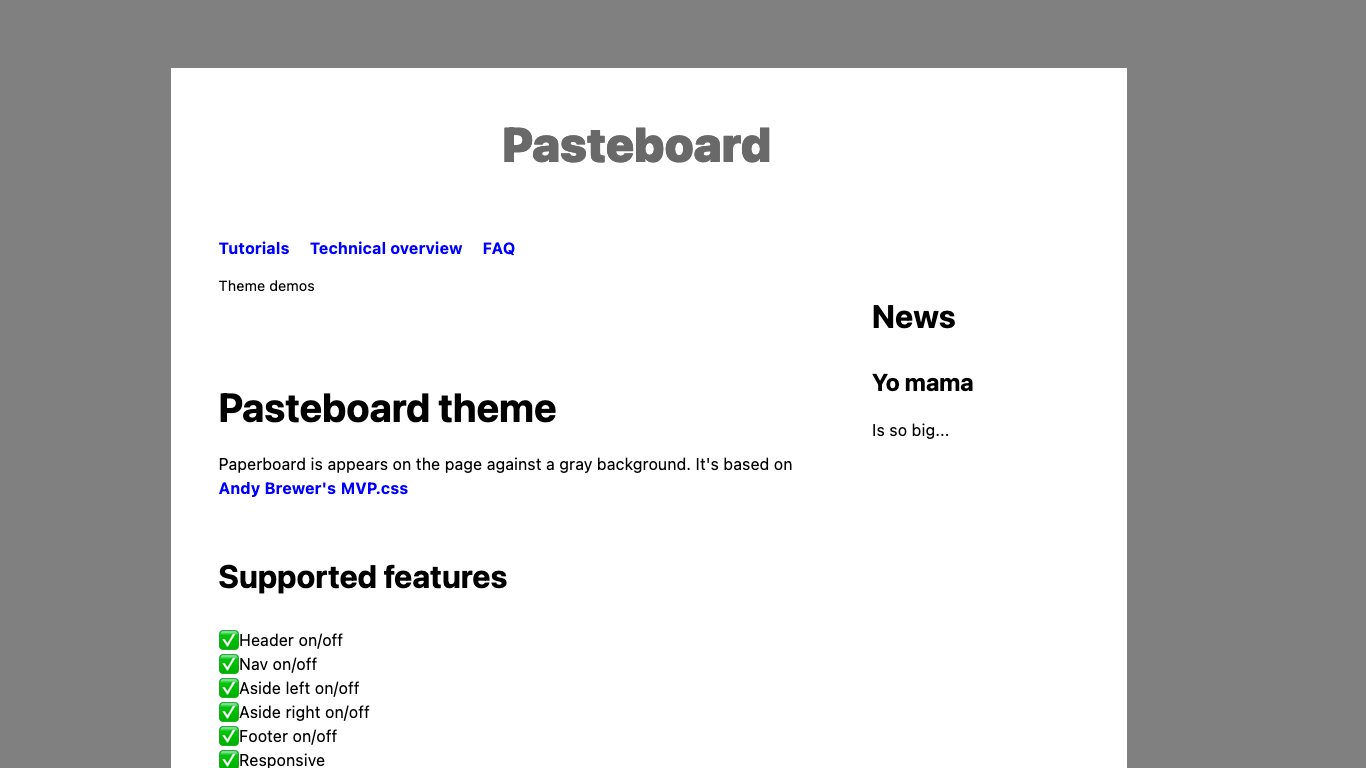 Pasteboard
Tutorials Technical overview FAQ
Theme demos
Pasteboard theme
Paperboard is appears on the page against a gray background. It's based on
Andy Brewer's MVP.css
Supported features
✅Header on/off
✅Nav on/off
✅Aside left on/off
✅Aside right on/off
✅Footer on/off
✅Responsive
News
Yo mama
Is so big...